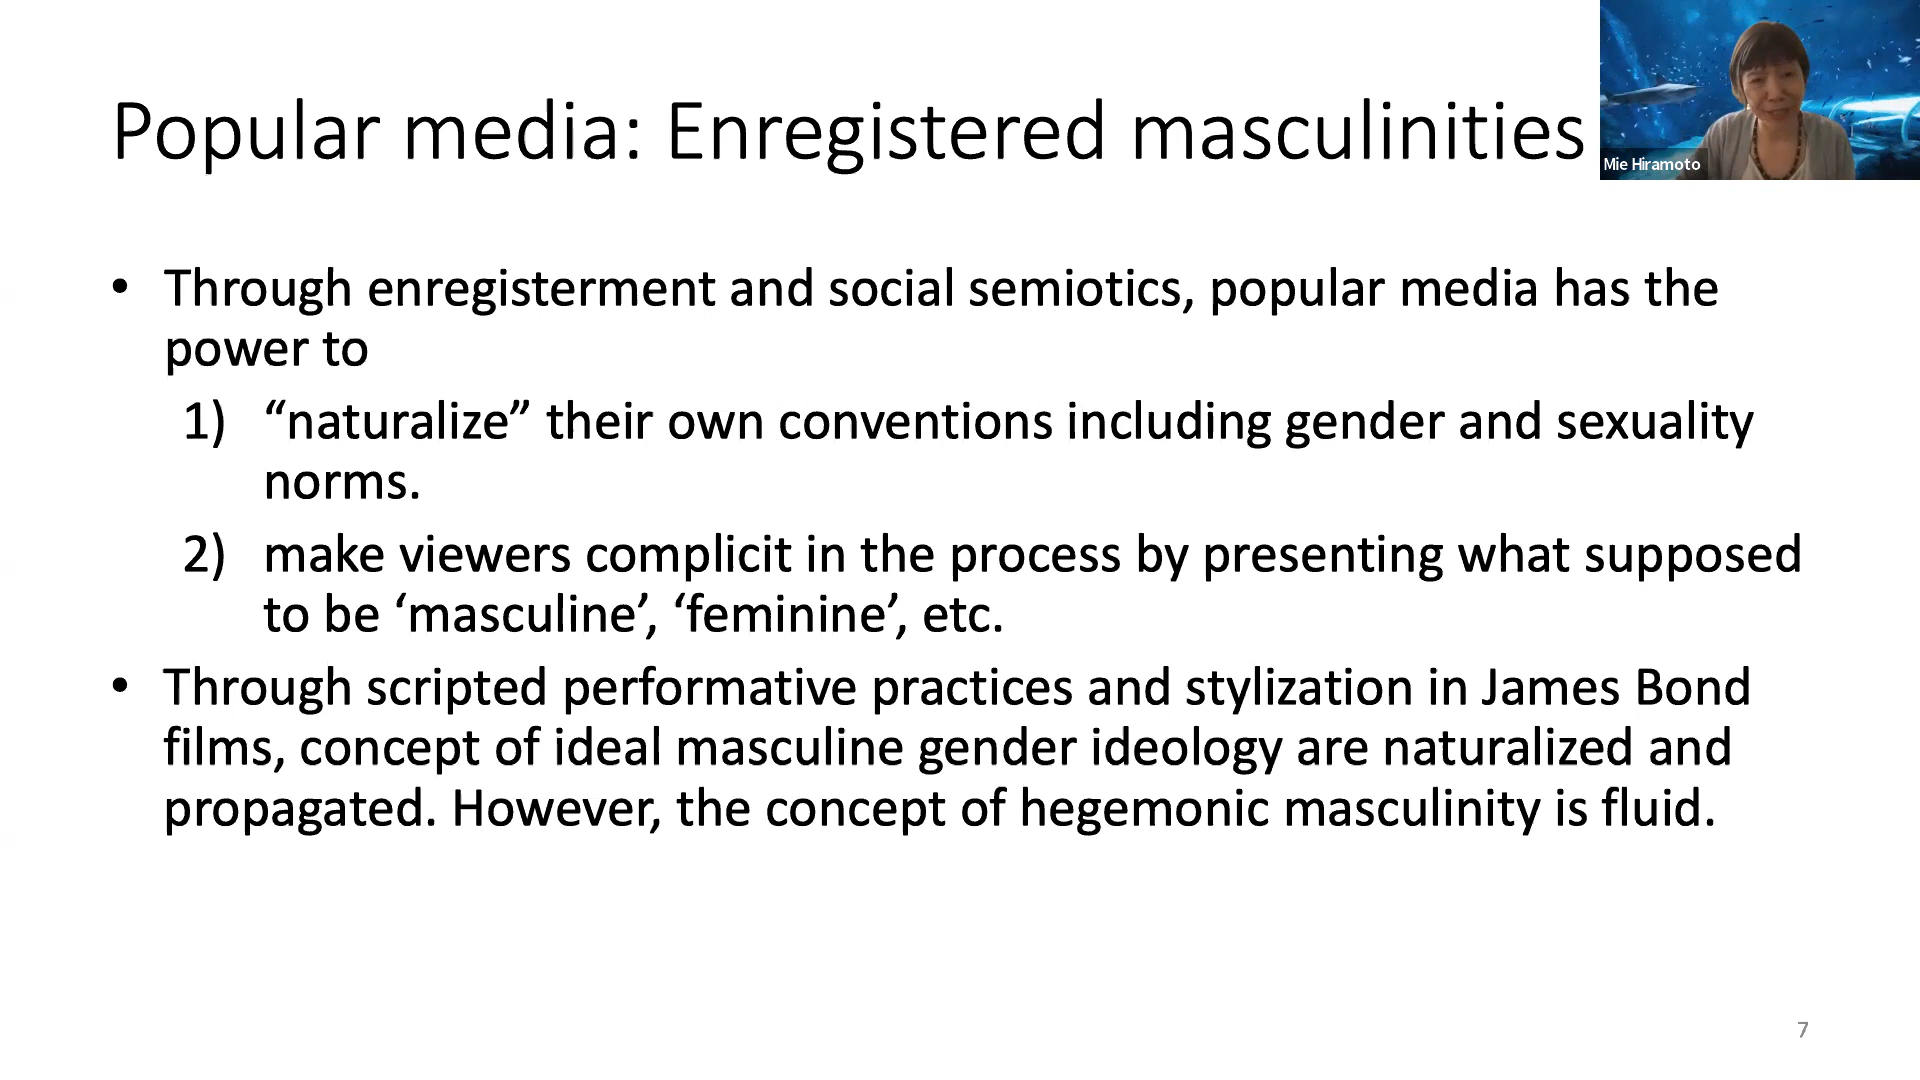 Popular media: Enregistered masculinities
Mie Hiramoto
• Through enregisterment and social semiotics, popular media has the
power to
1) “naturalize” their own conventions including gender and sexuality
norms.
2) make viewers complicit in the process by presenting what supposed
to be ‘masculine’, ‘feminine’, etc.
• Through scripted performative practices and stylization in James Bond
films, concept of ideal masculine gender ideology are naturalized and
propagated. However, the concept of hegemonic masculinity is fluid.
7